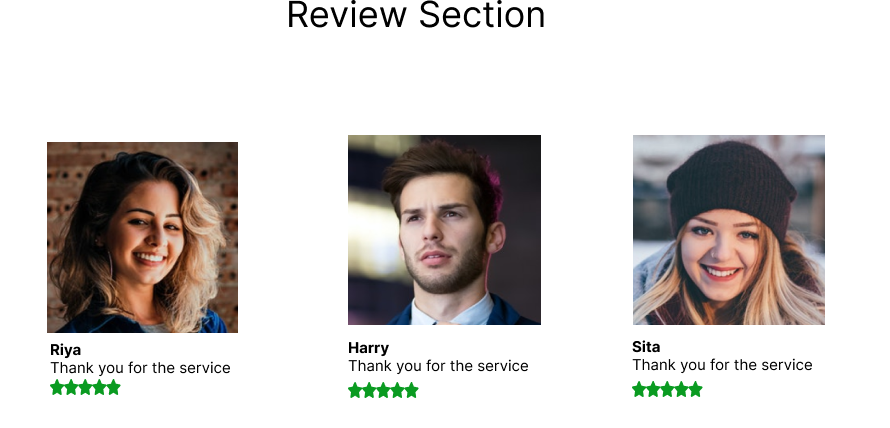 Review Section
Riya
Thank you for the service
Harry
Thank you for the service
Sita
Thank you for the service